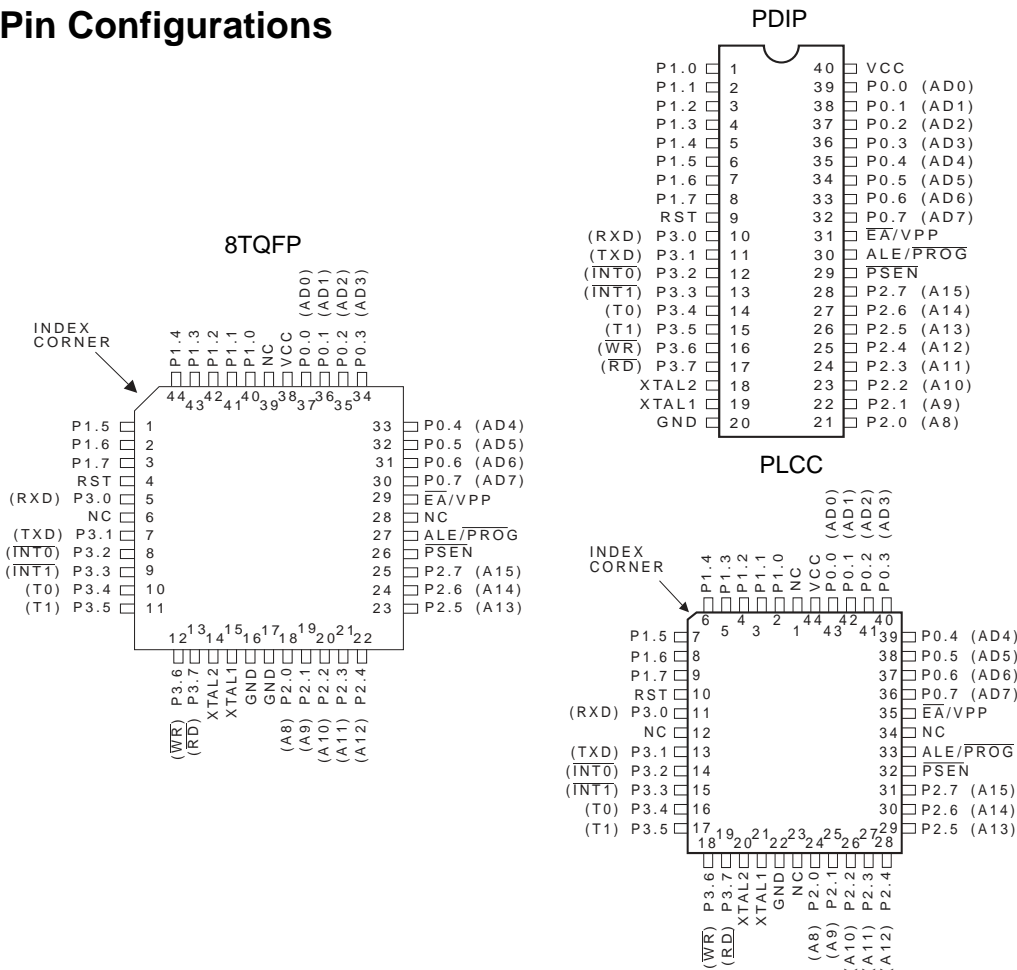 Pin Configurations
PDIP
P1.0 1 40 VCC
P1.1 2 39 P0.0 (AD0)
P1.2 3 38 P0.1 (AD1)
P1.3 4 37 P0.2 (AD2)
P1.4 5 36 P0.3 (AD3)
P1.5 6 35 P0.4 (AD4)
P1.6 7 34 P0.5 (AD5)
P1.7 8 33 P0.6 (AD6)
RST 9 32 P0.7 (AD7)
(RXD) P3.0 10 31 EA/VPP
(TXD) P3.1 11 30 ALE/PROG
(INT0) P3.2 12 29 PSEN
(INT1) P3.3 13 28 P2.7 (A15)
(T0) P3.4 14 27 P2.6 (A14)
(T1) P3.5 15 26 P2.5 (A13)
(WR) P3.6 16 25 P2.4 (A12)
(RD) P3.7 17 24 P2.3 (A11)
XTAL2 18 23 P2.2 (A10)
XTAL1 19 22 P2.1 (A9)
GND 20 21 P2.0 (A8)
8TQFP
INDEX
CORNER
P1.4
P1.3
P1.2
P1.1
P1.0
NC
VCC
P0.0 (AD0)
P0.1 (AD1)
P0.2 (AD2)
P0.3 (AD3)
44 43 42 41 40 39 38 37 36 35 34
P1.5 1 33 P0.4 (AD4)
P1.6 2 32 P0.5 (AD5)
P1.7 3 31 P0.6 (AD6)
RST 4 30 P0.7 (AD7)
(RXD) P3.0 5 29 EA/VPP
NC 6 28 NC
(TXD) P3.1 7 27 ALE/PROG
(INT0) P3.2 8 26 PSEN
(INT1) P3.3 9 25 P2.7 (A15)
(T0) P3.4 10 24 P2.6 (A14)
(T1) P3.5 11 23 P2.5 (A13)
12 13 14 15 16 17 18 19 20 21 22
(WR) P3.6
(RD) P3.7
XTAL2
XTAL1
GND
GND
(A8) P2.0
(A9) P2.1
(A10) P2.2
(A11) P2.3
(A12) P2.4
PLCC
INDEX
CORNER
P1.4
P1.3
P1.2
P1.1
P1.0
NC
VCC
P0.0 (AD0)
P0.1 (AD1)
P0.2 (AD2)
P0.3 (AD3)
6 5 4 3 2 1 44 43 42 41 40
P1.5 7 39 P0.4 (AD4)
P1.6 8 38 P0.5 (AD5)
P1.7 9 37 P0.6 (AD6)
RST 10 36 P0.7 (AD7)
(RXD) P3.0 11 35 EA/VPP
NC 12 34 NC
(TXD) P3.1 13 33 ALE/PROG
(INT0) P3.2 14 32 PSEN
(INT1) P3.3 15 31 P2.7 (A15)
(T0) P3.4 16 30 P2.6 (A14)
(T1) P3.5 17 29 P2.5 (A13)
18 19 20 21 22 23 24 25 26 27 28
(WR) P3.6
(RD) P3.7
XTAL2
XTAL1
GND
NC
(A8) P2.0
(A9) P2.1
(A10) P2.2
(A11) P2.3
(A12) P2.4